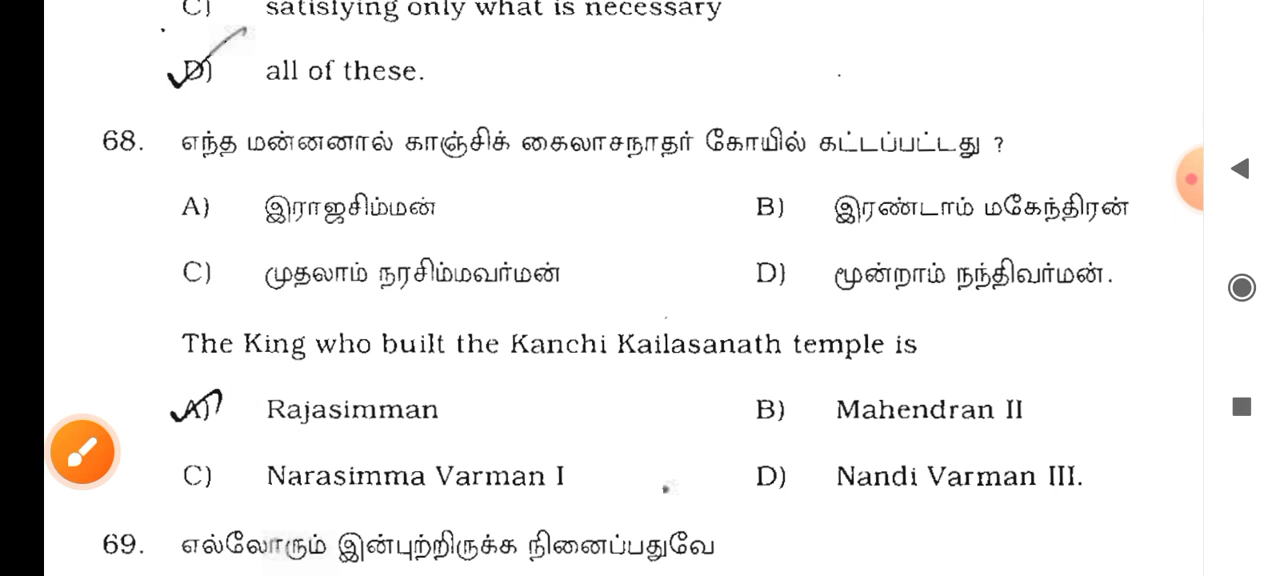 C) satisfying only what is necessary
D) all of these.
68. எந்த மன்னனால் காஞ்சிக் கைலாசநாதர் கோயில் கட்டப்பட்டது ?
A) இராஜசிம்மன் B) இரண்டாம் மகேந்திரன்
C) முதலாம் நரசிம்மவர்மன் D) மூன்றாம் நந்திவர்மன்.
The King who built the Kanchi Kailasanath temple is
A) Rajasimman B) Mahendran II
C) Narasimma Varman I D) Nandi Varman III.
69. எல்லோரும் இன்புற்றிருக்க நினைப்பதுவே